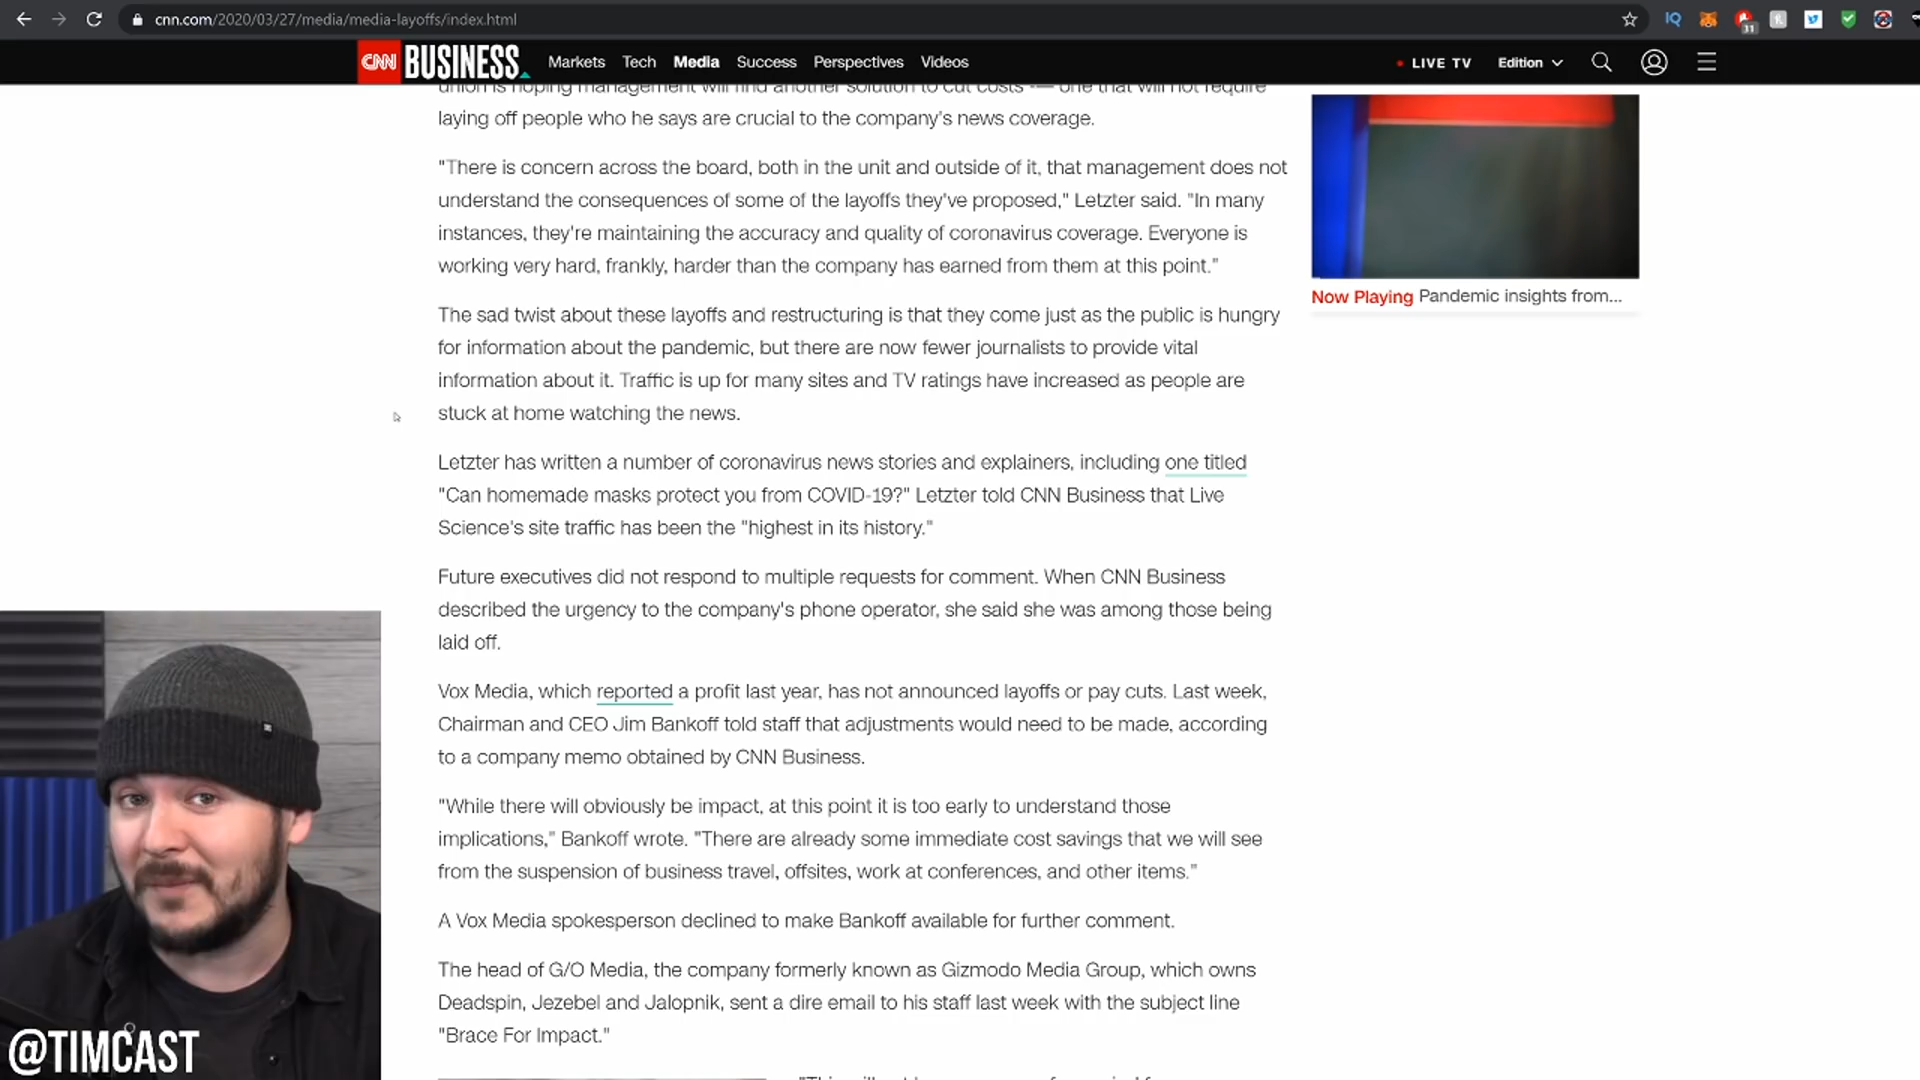 cnn.com/2020/03/27/media/media-layoffs/index.html
11
CNN BUSINESS Markets Tech Media Success Perspectives Videos LIVE TV Edition
union is hoping management will find another solution to cut costs — one that will not require
laying off people who he says are crucial to the company's news coverage.
"There is concern across the board, both in the unit and outside of it, that management does not
understand the consequences of some of the layoffs they've proposed," Letzter said. "In many
instances, they're maintaining the accuracy and quality of coronavirus coverage. Everyone is
working very hard, frankly, harder than the company has earned from them at this point."
The sad twist about these layoffs and restructuring is that they come just as the public is hungry
for information about the pandemic, but there are now fewer journalists to provide vital
information about it. Traffic is up for many sites and TV ratings have increased as people are
stuck at home watching the news.
Letzter has written a number of coronavirus news stories and explainers, including one titled
"Can homemade masks protect you from COVID-19?" Letzter told CNN Business that Live
Science's site traffic has been the "highest in its history."
Future executives did not respond to multiple requests for comment. When CNN Business
described the urgency to the company's phone operator, she said she was among those being
laid off.
Vox Media, which reported a profit last year, has not announced layoffs or pay cuts. Last week,
Chairman and CEO Jim Bankoff told staff that adjustments would need to be made, according
to a company memo obtained by CNN Business.
"While there will obviously be impact, at this point it is too early to understand those
implications," Bankoff wrote. "There are already some immediate cost savings that we will see
from the suspension of business travel, offsites, work at conferences, and other items."
A Vox Media spokesperson declined to make Bankoff available for further comment.
The head of G/O Media, the company formerly known as Gizmodo Media Group, which owns
Deadspin, Jezebel and Jalopnik, sent a dire email to his staff last week with the subject line
"Brace For Impact."
Now Playing Pandemic insights from...
@TIMCAST